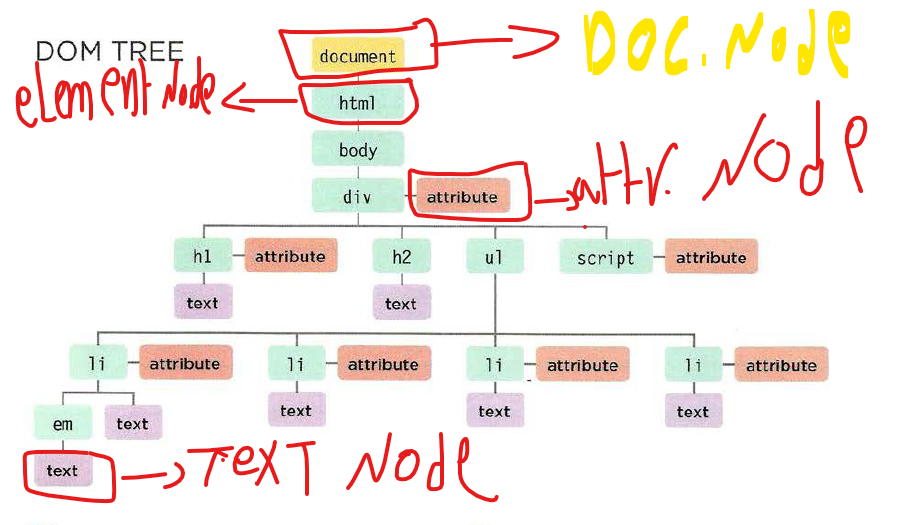 DOM TREE
document
DOC. Node
element Node
html
body
div
attribute
attr. Node
h1
attribute
h2
ul
script
attribute
text
text
li
attribute
li
attribute
li
attribute
li
attribute
em
text
text
text
text
text
TexT Node